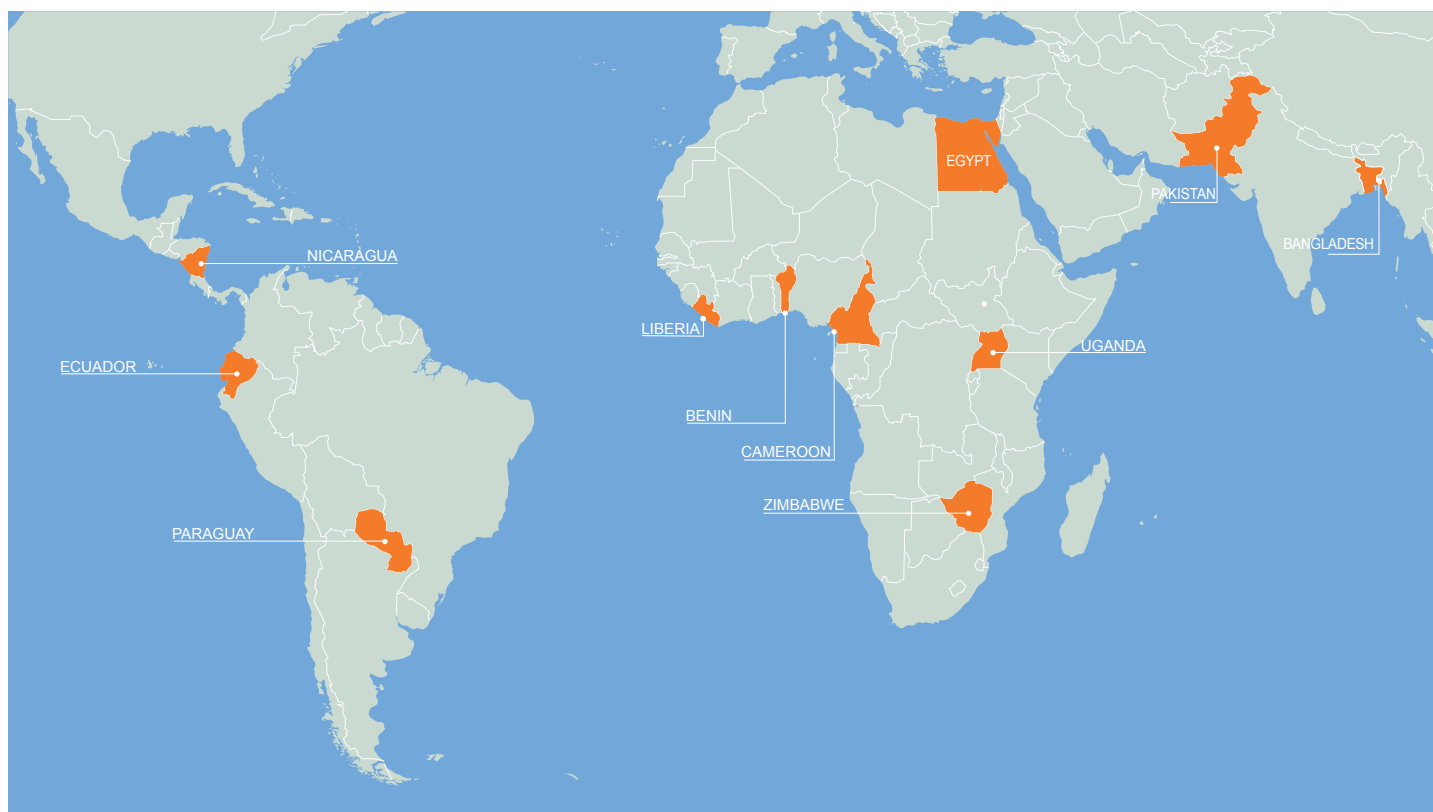 EGYPT
PAKISTAN
BANGLADESH
NICARAGUA
LIBERIA
UGANDA
ECUADOR
BENIN
CAMEROON
ZIMBABWE
PARAGUAY